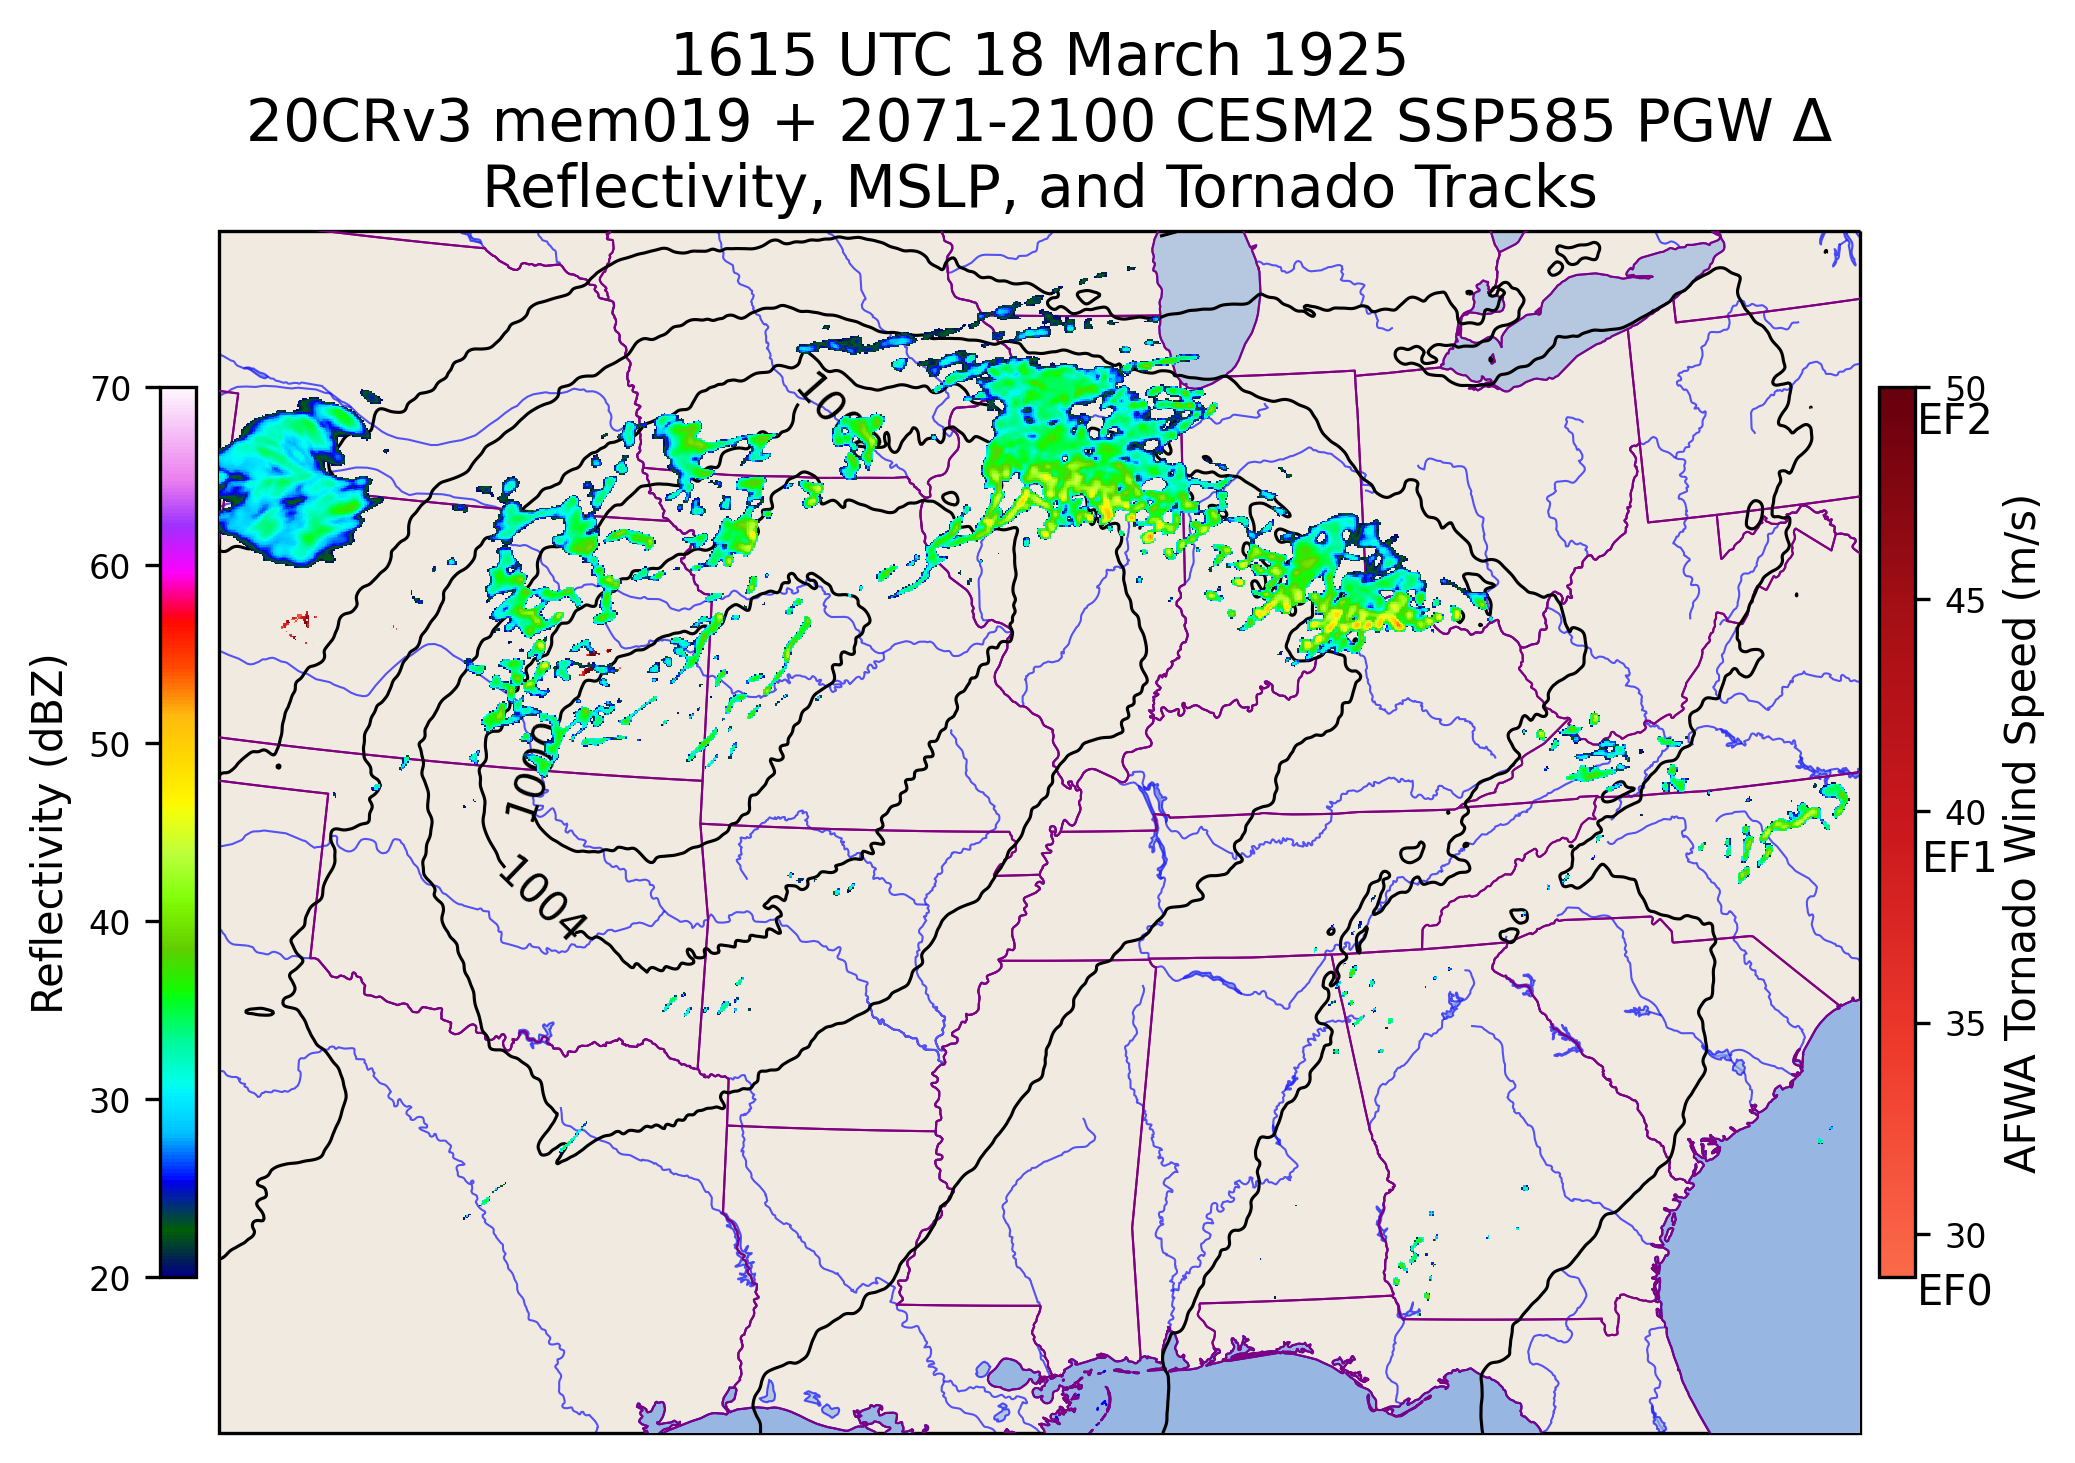 1615 UTC 18 March 1925
20CRv3 mem019 + 2071-2100 CESM2 SSP585 PGW Δ
Reflectivity, MSLP, and Tornado Tracks
70
60
50
40
30
20
Reflectivity (dBZ)
1000
1004
50
EF2
45
40
EF1
35
30
EF0
AFWA Tornado Wind Speed (m/s)